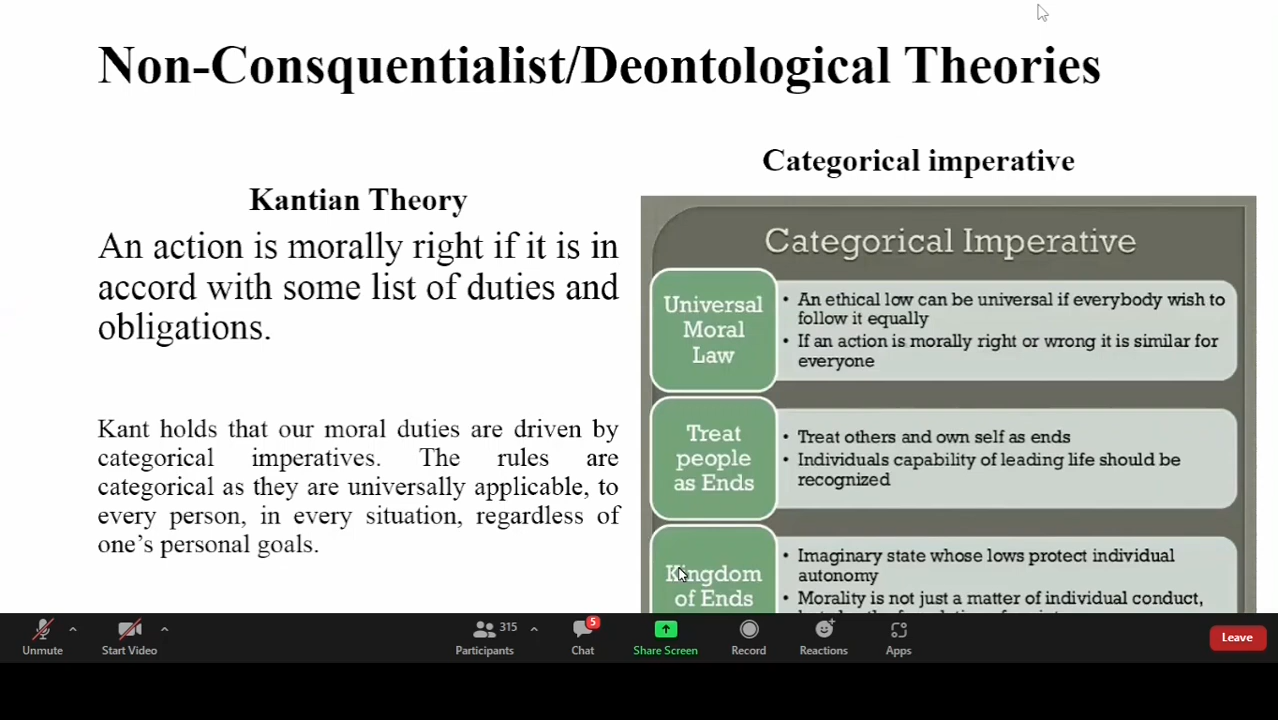 Non-Consquentialist/Deontological Theories
Kantian Theory
An action is morally right if it is in
accord with some list of duties and
obligations.
Kant holds that our moral duties are driven by
categorical imperatives. The rules are
categorical as they are universally applicable, to
every person, in every situation, regardless of
one's personal goals.
Categorical imperative
Categorical Imperative
Universal
Moral
Law
• An ethical low can be universal if everybody wish to
follow it equally
• If an action is morally right or wrong it is similar for
everyone
Treat
people
as Ends
• Treat others and own self as ends
• Individuals capability of leading life should be
recognized
Kingdom
of Ends
• Imaginary state whose lows protect individual
autonomy
• Morality is not just a matter of individual conduct,
Unmute
Start Video
315
Participants
5
Chat
Share Screen
Record
Reactions
Apps
Leave